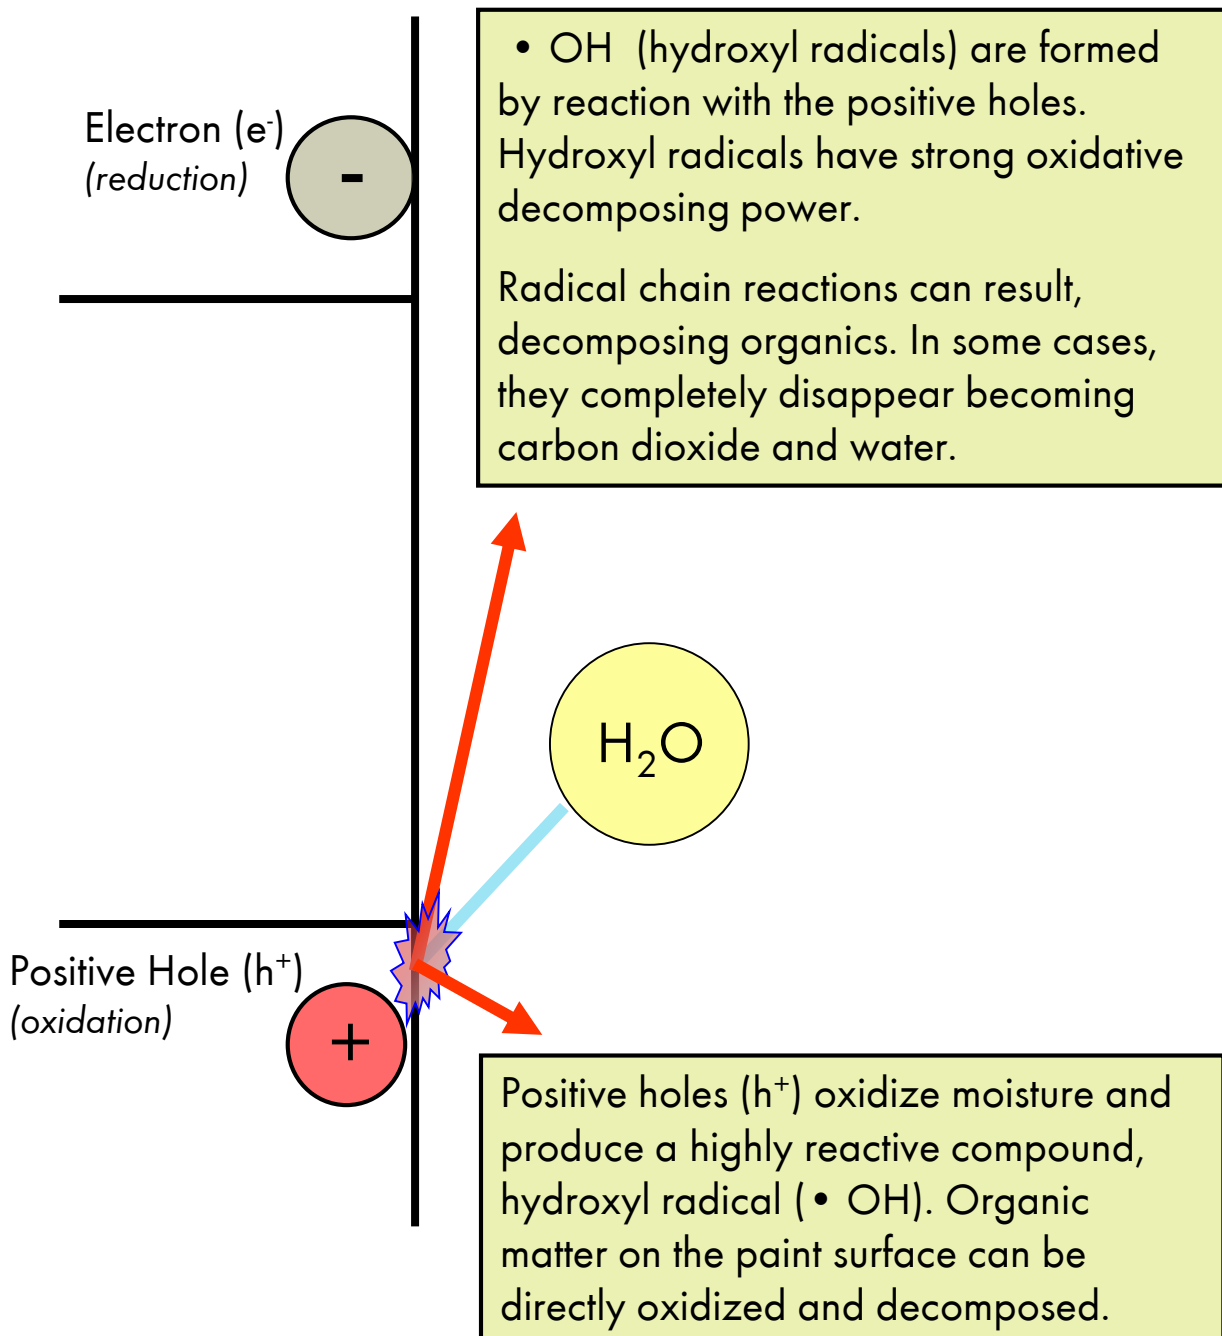 • OH (hydroxyl radicals) are formed
by reaction with the positive holes.
Hydroxyl radicals have strong oxidative
decomposing power.
Radical chain reactions can result,
decomposing organics. In some cases,
they completely disappear becoming
carbon dioxide and water.
Electron (e⁻)
(reduction)
-
H₂O
Positive Hole (h⁺)
(oxidation)
+
Positive holes (h⁺) oxidize moisture and
produce a highly reactive compound,
hydroxyl radical (• OH). Organic
matter on the paint surface can be
directly oxidized and decomposed.